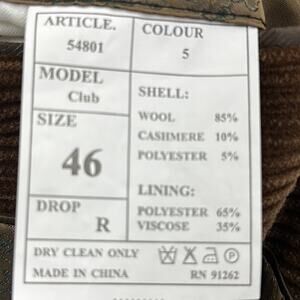 ARTICLE.
54801
COLOUR
5
MODEL
Club
SIZE
46
DROP
R
SHELL:
WOOL 85%
CASHMERE 10%
POLYESTER 5%
LINING:
POLYESTER 65%
VISCOSE 35%
DRY CLEAN ONLY
P
MADE IN CHINA
RN 91262